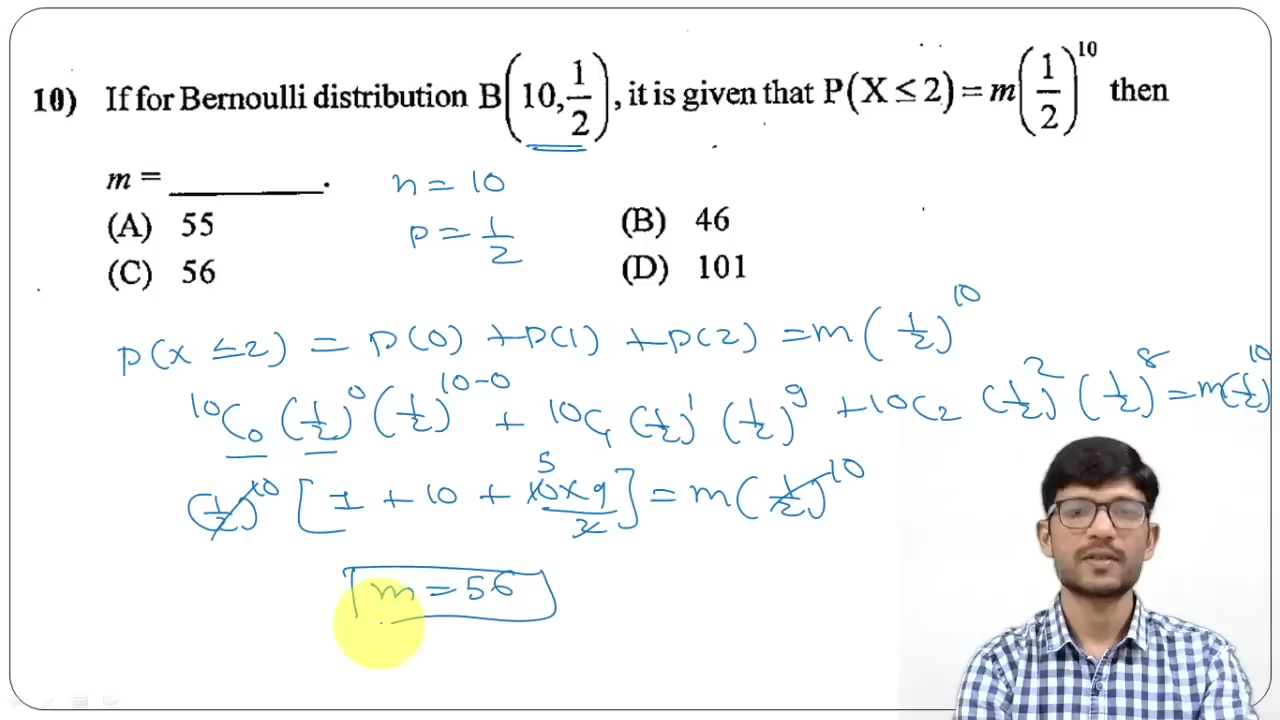 10) If for Bernoulli distribution B(10, 1/2), it is given that P(X ≤ 2) = m(1/2)^10 then
m = ________.
n = 10
(A) 55
p = 1/2
(B) 46
(C) 56
(D) 101
p(x ≤ 2) = p(0) + p(1) + p(2) = m(1/2)^10
10C0 (1/2)^0 (1/2)^10-0 + 10C1 (1/2)^1 (1/2)^9 + 10C2 (1/2)^2 (1/2)^8 = m(1/2)^10
(1/2)^10 [1 + 10 + 5 10×9/2] = m(1/2)^10
m = 56